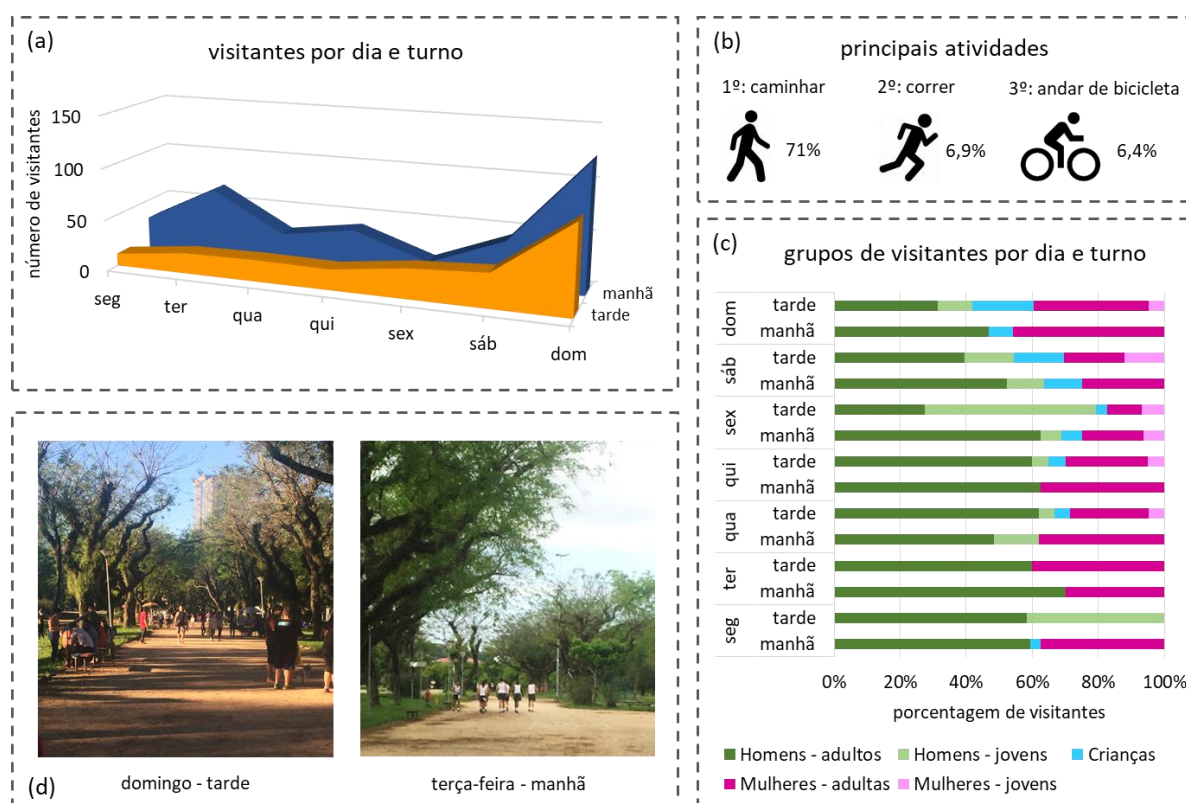 (a)
visitantes por dia e turno
número de visitantes
150
100
50
0
seg
ter
qua
qui
sex
sáb
dom
manhã
tarde
(b)
principais atividades
1º: caminhar
2º: correr
3º: andar de bicicleta
71%
6,9%
6,4%
(c)
grupos de visitantes por dia e turno
dom
tarde
manhã
sáb
tarde
manhã
sex
tarde
manhã
qui
tarde
manhã
qua
tarde
manhã
ter
tarde
manhã
seg
tarde
manhã
0%
20%
40%
60%
80%
100%
porcentagem de visitantes
Homens - adultos
Homens - jovens
Crianças
Mulheres - adultas
Mulheres - jovens
domingo - tarde
terça-feira - manhã
(d)